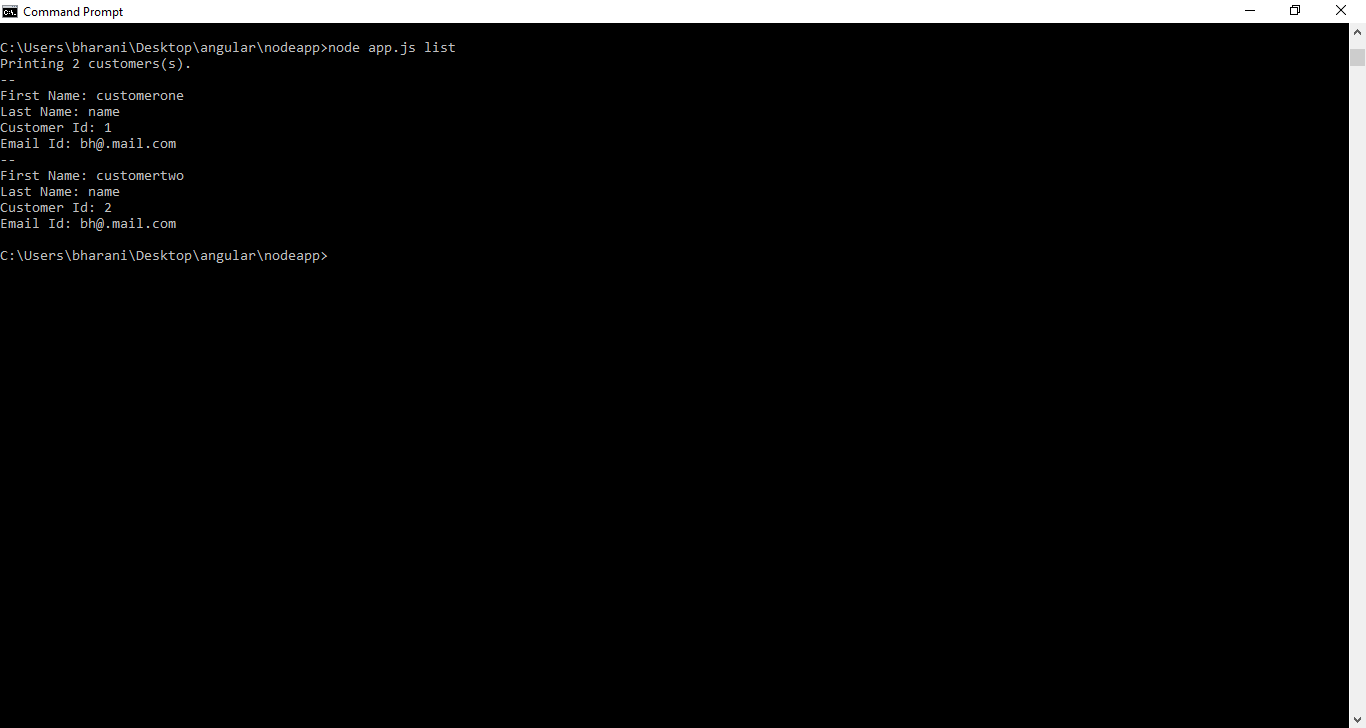 Command Prompt
C:\Users\bharani\Desktop\angular\nodeapp>node app.js list
Printing 2 customers(s).
--
First Name: customerone
Last Name: name
Customer Id: 1
Email Id: bh@.mail.com
--
First Name: customertwo
Last Name: name
Customer Id: 2
Email Id: bh@.mail.com
C:\Users\bharani\Desktop\angular\nodeapp>